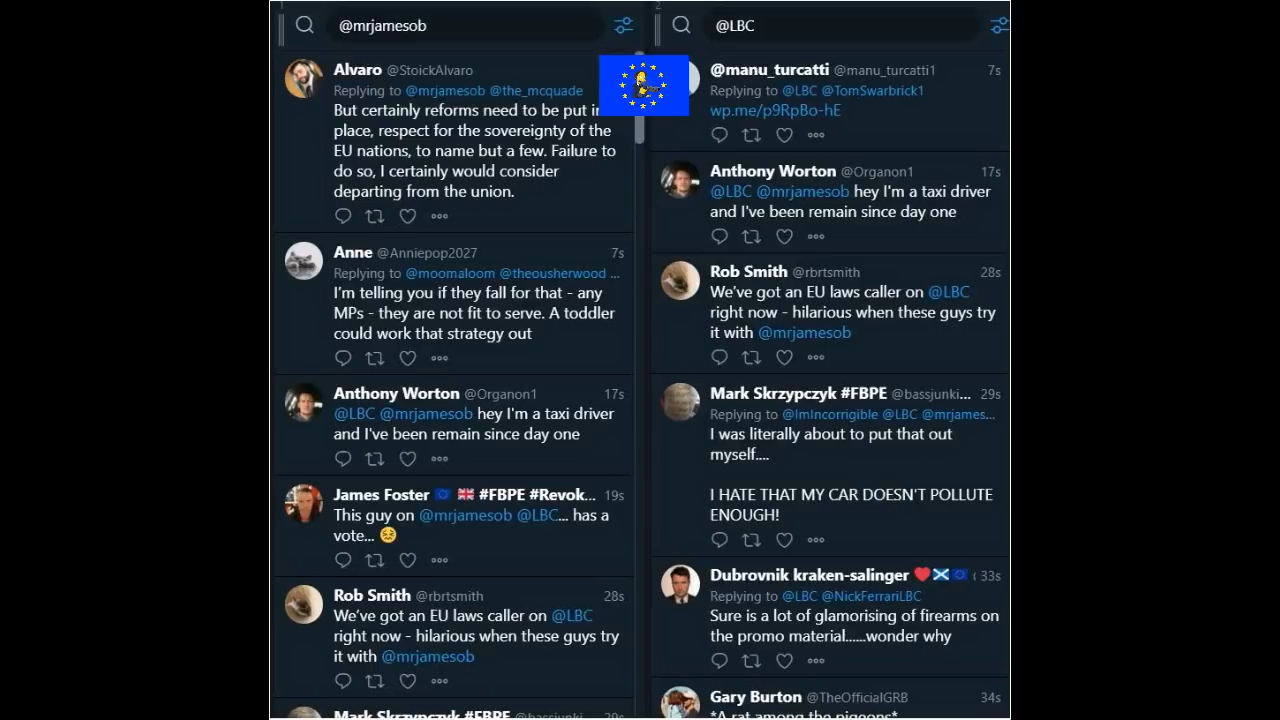 1
@mrjamesob
Alvaro @StoickAlvaro
Replying to @mrjamesob @the_mcquade
But certainly reforms need to be put in
place, respect for the sovereignty of the
EU nations, to name but a few. Failure to
do so, I certainly would consider
departing from the union.
Anne @Anniepop2027 7s
Replying to @moomaloom @theousherwood ...
I'm telling you if they fall for that - any
MPs - they are not fit to serve. A toddler
could work that strategy out
Anthony Worton @Organon1 17s
@LBC @mrjamesob hey I'm a taxi driver
and I've been remain since day one
James Foster 🇪🇺 🇬🇧 #FBPE #Revok... 19s
This guy on @mrjamesob @LBC... has a
vote... 😣
Rob Smith @rbrtsmith 28s
We've got an EU laws caller on @LBC
right now - hilarious when these guys try
it with @mrjamesob
Mark Skrzypczyk #FBPE @bassjunki... 29s
2
@LBC
@manu_turcatti @manu_turcatti1 7s
Replying to @LBC @TomSwarbrick1
wp.me/p9RpBo-hE
Anthony Worton @Organon1 17s
@LBC @mrjamesob hey I'm a taxi driver
and I've been remain since day one
Rob Smith @rbrtsmith 28s
We've got an EU laws caller on @LBC
right now - hilarious when these guys try
it with @mrjamesob
Mark Skrzypczyk #FBPE @bassjunki... 29s
Replying to @ImIncorrigible @LBC @mrjames...
I was literally about to put that out
myself....
I HATE THAT MY CAR DOESN'T POLLUTE
ENOUGH!
Dubrovnik kraken-salinger ❤️🏴󠁧󠁢󠁳󠁣󠁴󠁿🇪🇺 ( 33s
Replying to @LBC @NickFerrariLBC
Sure is a lot of glamorising of firearms on
the promo material......wonder why
Gary Burton @TheOfficialGRB 34s
*A rat among the pigeons*